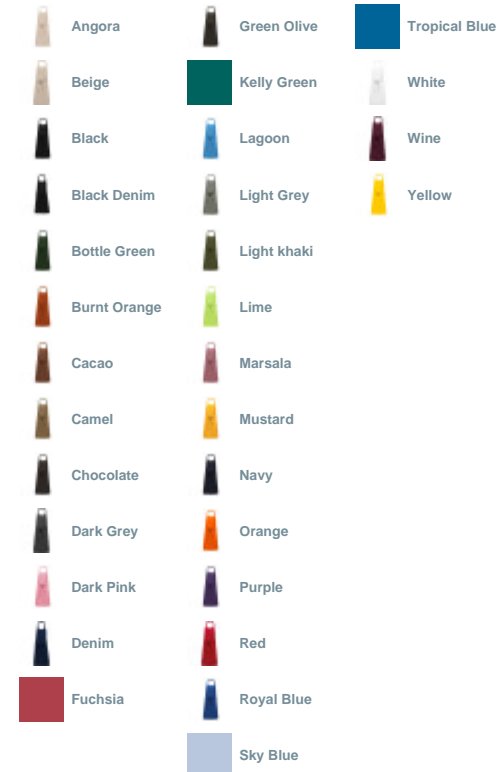 Angora
Beige
Black
Black Denim
Bottle Green
Burnt Orange
Cacao
Camel
Chocolate
Dark Grey
Dark Pink
Denim
Fuchsia
Green Olive
Kelly Green
Lagoon
Light Grey
Light khaki
Lime
Marsala
Mustard
Navy
Orange
Purple
Red
Royal Blue
Sky Blue
Tropical Blue
White
Wine
Yellow